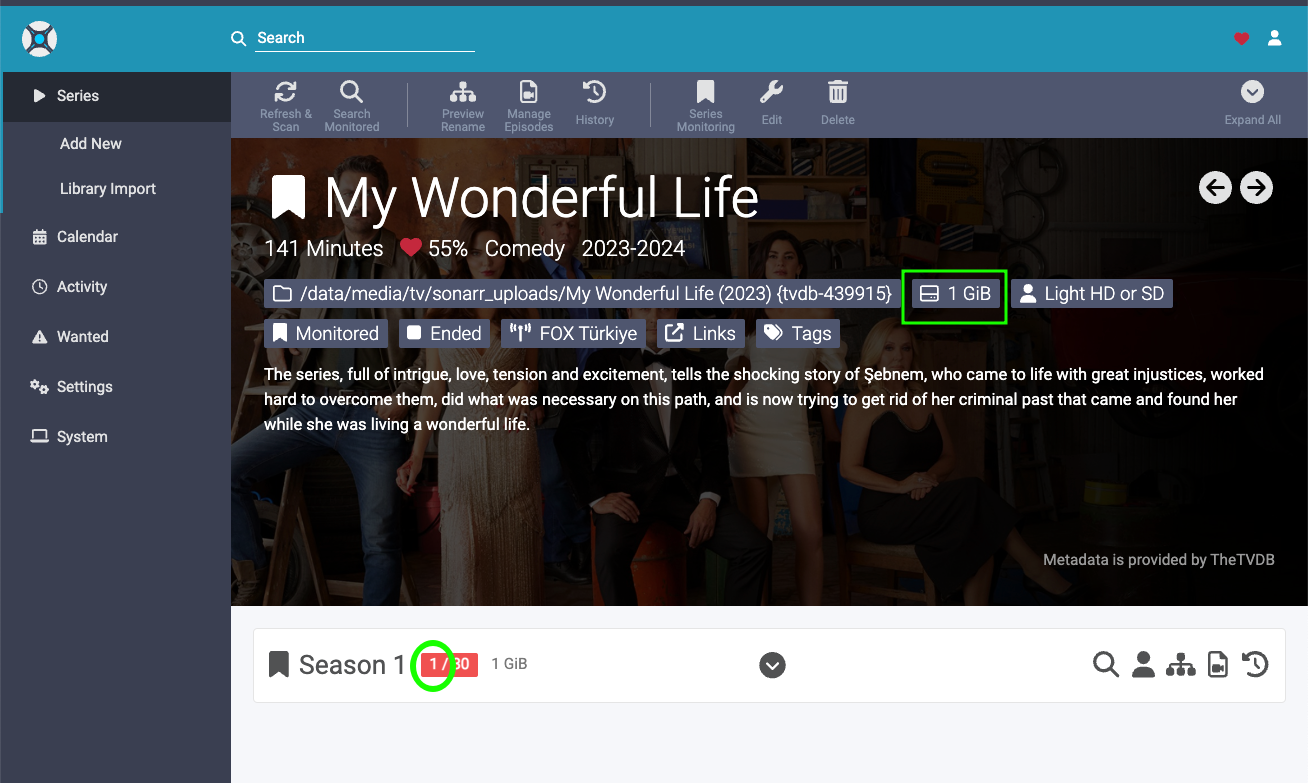 Search
Series
Add New
Library Import
Calendar
Activity
Wanted
Settings
System
Refresh & Scan
Search Monitored
Preview Rename
Manage Episodes
History
Series Monitoring
Edit
Delete
Expand All
My Wonderful Life
141 Minutes 55% Comedy 2023-2024
/data/media/tv/sonarr_uploads/My Wonderful Life (2023) {tvdb-439915} 1 GiB Light HD or SD
Monitored Ended FOX Türkiye Links Tags
The series, full of intrigue, love, tension and excitement, tells the shocking story of Şebnem, who came to life with great injustices, worked
hard to overcome them, did what was necessary on this path, and is now trying to get rid of her criminal past that came and found her
while she was living a wonderful life.
Metadata is provided by TheTVDB
Season 1 1 / 30 1 GiB